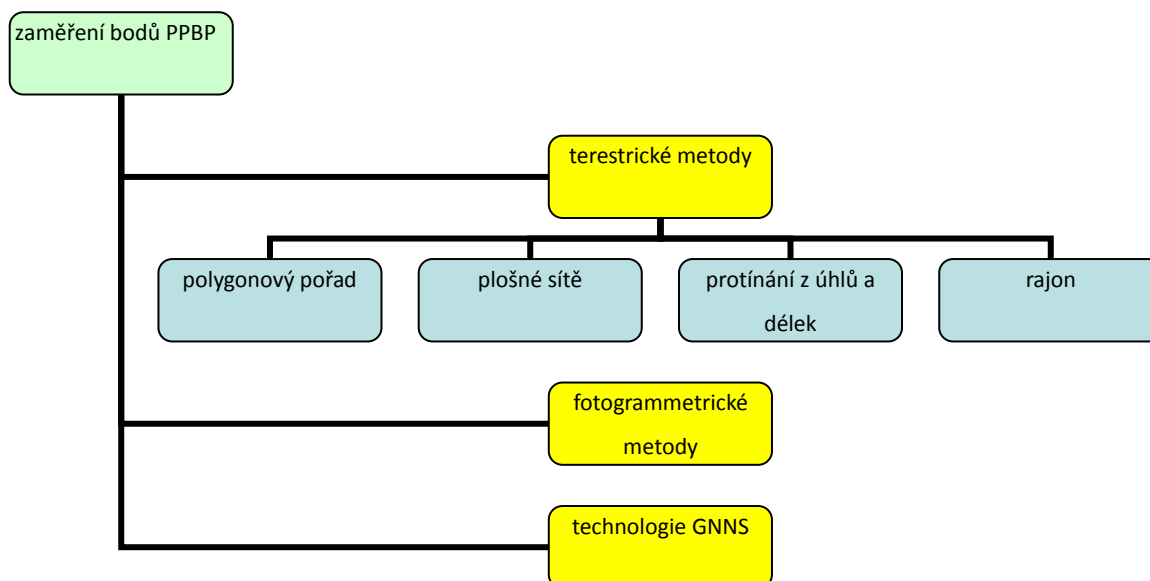 zaměření bodů PPBP
terestrické metody
polygonový pořad
plošné sítě
protínání z úhlů a
délek
rajon
fotogrammetrické
metody
technologie GNNS